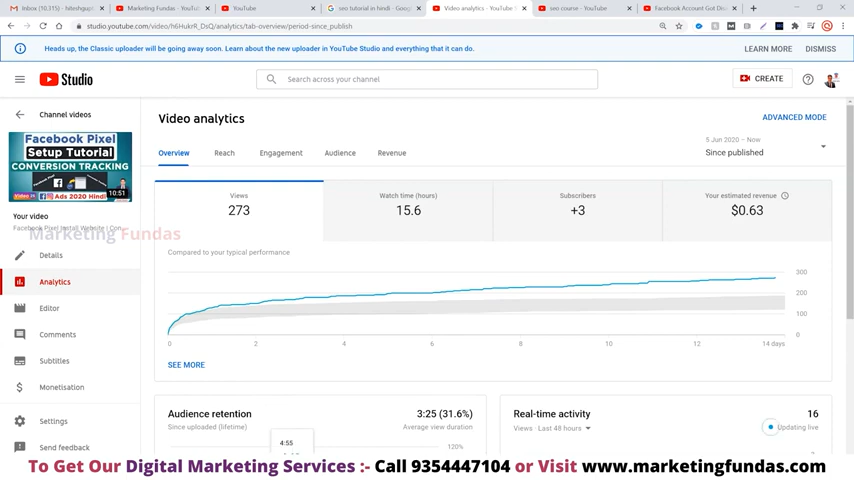 Inbox (10,315) - hiteshgup
Marketing Fundas - YouTu
YouTube
seo tutorial in hindi - Goog
Video analytics - YouTube S
seo course - YouTube
Facebook Account Got Dis
studio.youtube.com/video/h6HukrR_DsQ/analytics/tab-overview/period-since_publish
Heads up, the Classic uploader will be going away soon. Learn about the new uploader in YouTube Studio and everything that it can do.
LEARN MORE
DISMISS
Studio
Search across your channel
CREATE
Channel videos
Facebook Pixel
Setup Tutorial
CONVERSION TRACKING
10:51
Ads 2020 Hindi
Your video
Facebook Pixel Install Website | Con...
Marketing Fundas
Details
Analytics
Editor
Comments
Subtitles
Monetisation
Settings
Send feedback
Video analytics
ADVANCED MODE
Overview
Reach
Engagement
Audience
Revenue
5 Jun 2020 – Now
Since published
Views
273
Watch time (hours)
15.6
Subscribers
+3
Your estimated revenue
$0.63
Compared to your typical performance
300
200
100
0
0
2
4
6
8
10
12
14 days
SEE MORE
Audience retention
3:25 (31.6%)
Since uploaded (lifetime)
Average view duration
4:55
120%
Real-time activity
16
Views · Last 48 hours
Updating live
To Get Our Digital Marketing Services :- Call 9354447104 or Visit www.marketingfundas.com